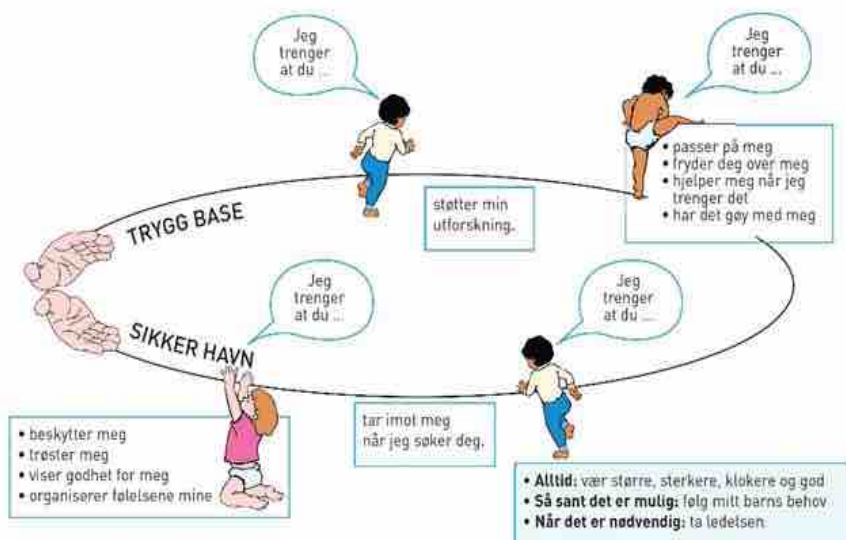 Jeg
trenger
at du ...
Jeg
trenger
at du ...
• passer på meg
• fryder deg over meg
• hjelper meg når jeg
trenger det
• har det gøy med meg
støtter min
utforskning.
TRYGG BASE
SIKKER HAVN
Jeg
trenger
at du ...
Jeg
trenger
at du ...
• beskytter meg
• trøster meg
• viser godhet for meg
• organiserer følelsene mine
tar imot meg
når jeg søker deg.
• Alltid: vær større, sterkere, klokere og god
• Så sant det er mulig: følg mitt barns behov
• Når det er nødvendig: ta ledelsen